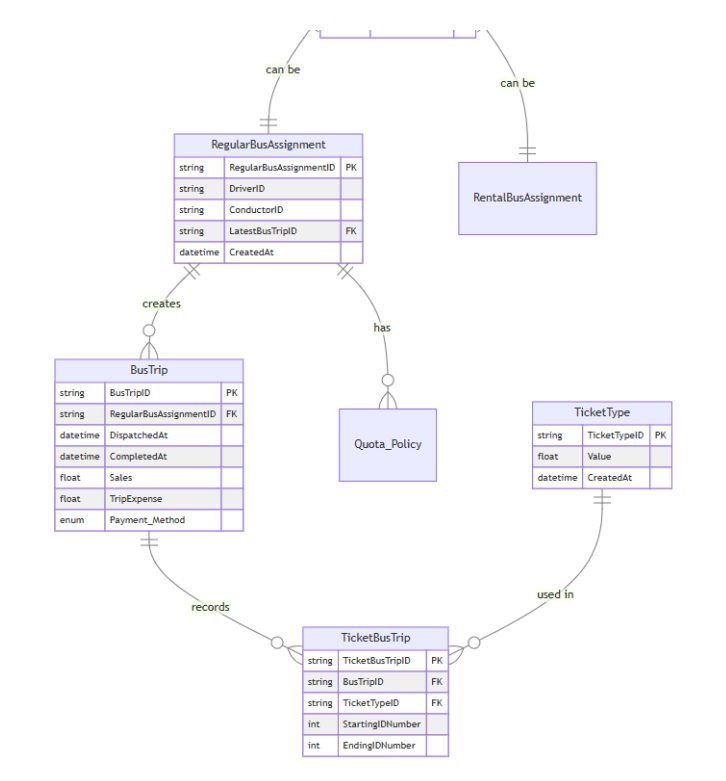 can be
can be
RegularBusAssignment
string RegularBusAssignmentID PK
string DriverID
string ConductorID
string LatestBusTripID FK
datetime CreatedAt
RentalBusAssignment
creates
has
BusTrip
string BusTripID PK
string RegularBusAssignmentID FK
datetime DispatchedAt
datetime CompletedAt
float Sales
float TripExpense
enum Payment_Method
Quota_Policy
TicketType
string TicketTypeID PK
float Value
datetime CreatedAt
records
used in
TicketBusTrip
string TicketBusTripID PK
string BusTripID FK
string TicketTypeID FK
int StartingIDNumber
int EndingIDNumber